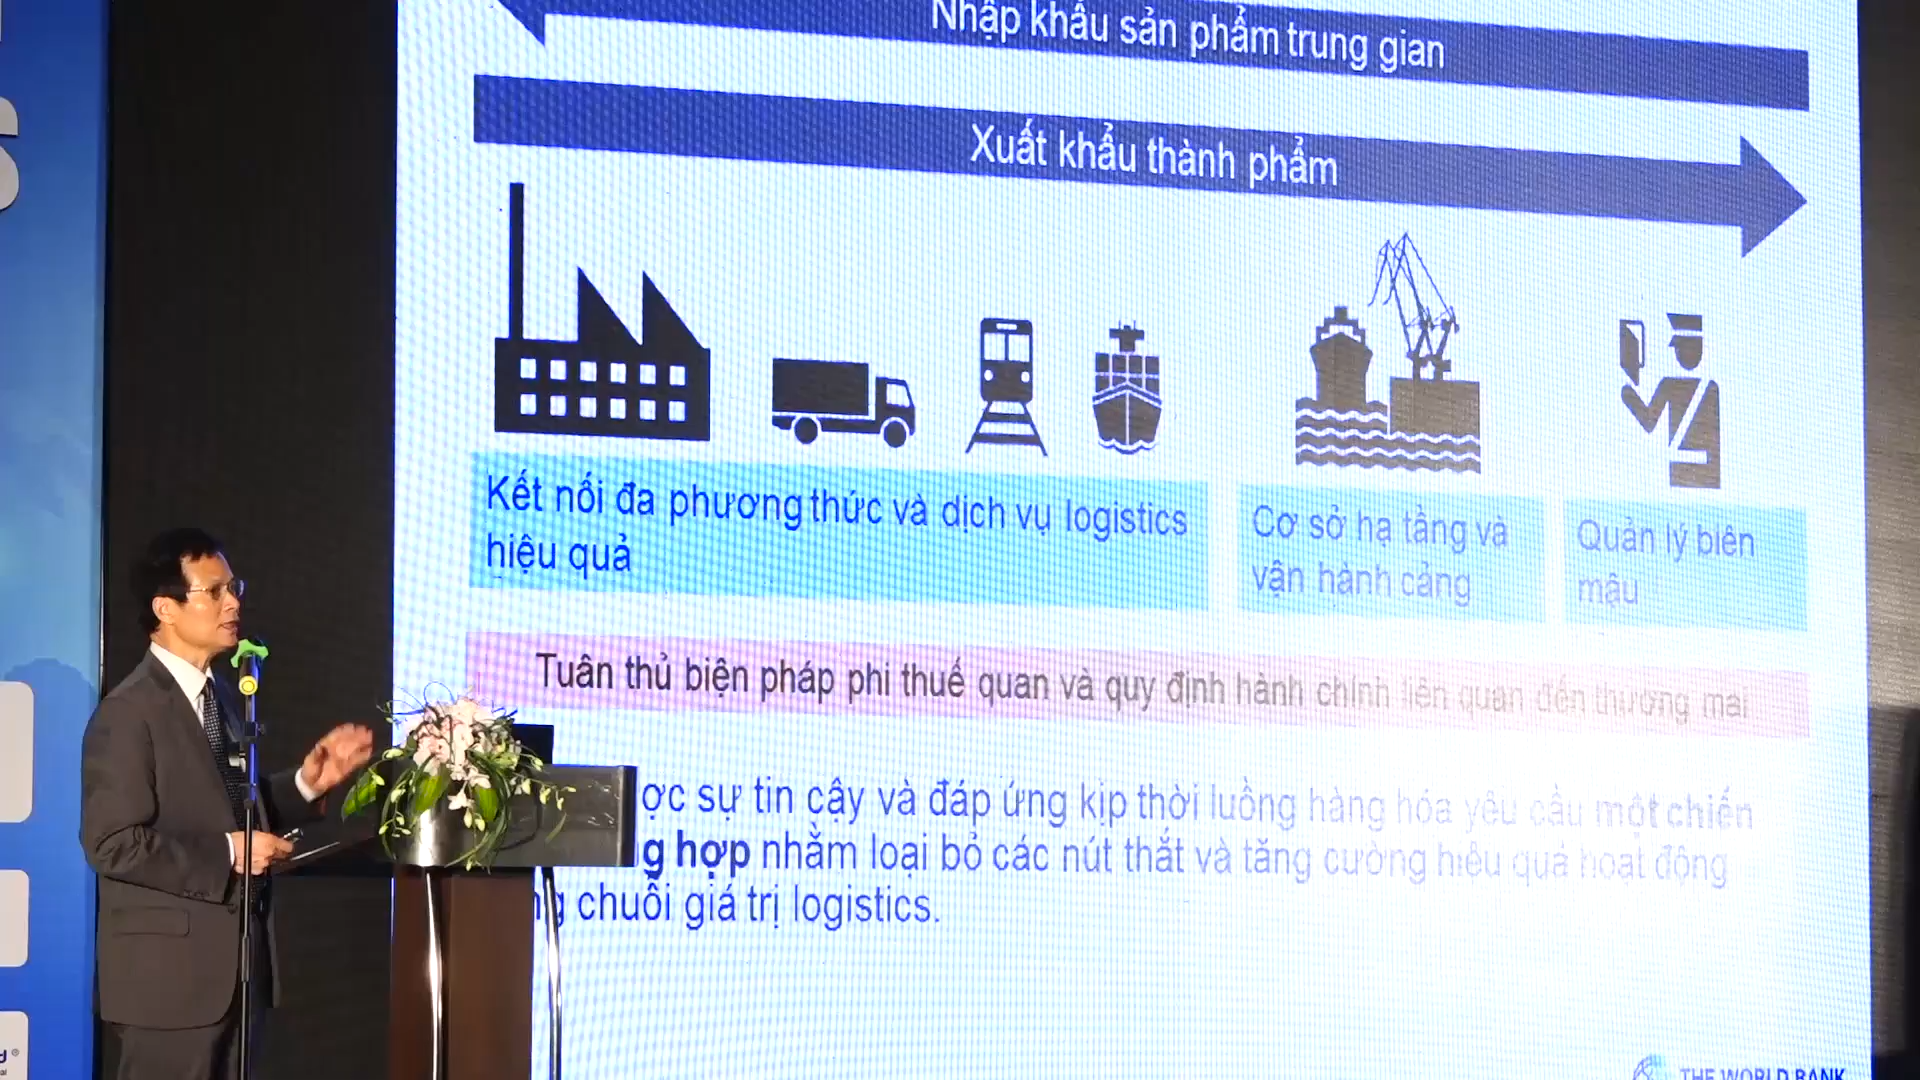 Nhập khẩu sản phẩm trung gian
Xuất khẩu thành phẩm
Kết nối đa phương thức và dịch vụ logistics
hiệu quả
Cơ sở hạ tầng và
vận hành cảng
Quản lý biên
mậu
Tuân thủ biện pháp phi thuế quan và quy định hành chính liên quan đến thương mại
sự tin cậy và đáp ứng kịp thời luồng hàng hóa yêu cầu một chiến
hợp nhằm loại bỏ các nút thắt và tăng cường hiệu quả hoạt động
chuỗi giá trị logistics.
THE WORLD BANK